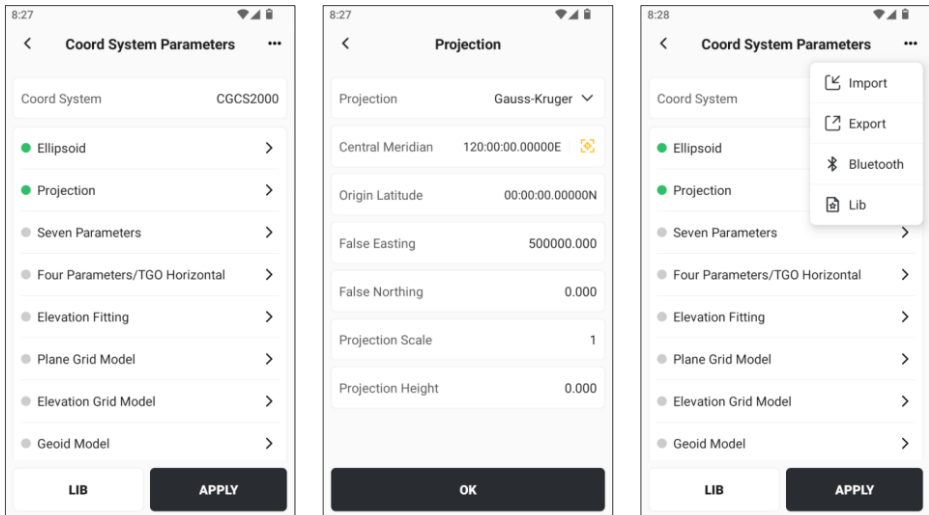 8:27
Coord System Parameters
Coord System CGCS2000
Ellipsoid
Projection
Seven Parameters
Four Parameters/TGO Horizontal
Elevation Fitting
Plane Grid Model
Elevation Grid Model
Geoid Model
LIB APPLY
8:27
Projection
Projection Gauss-Kruger
Central Meridian 120:00:00.00000E
Origin Latitude 00:00:00.00000N
False Easting 500000.000
False Northing 0.000
Projection Scale 1
Projection Height 0.000
OK
8:28
Coord System Parameters
Import
Export
Bluetooth
Lib
Coord System
Ellipsoid
Projection
Seven Parameters
Four Parameters/TGO Horizontal
Elevation Fitting
Plane Grid Model
Elevation Grid Model
Geoid Model
LIB APPLY